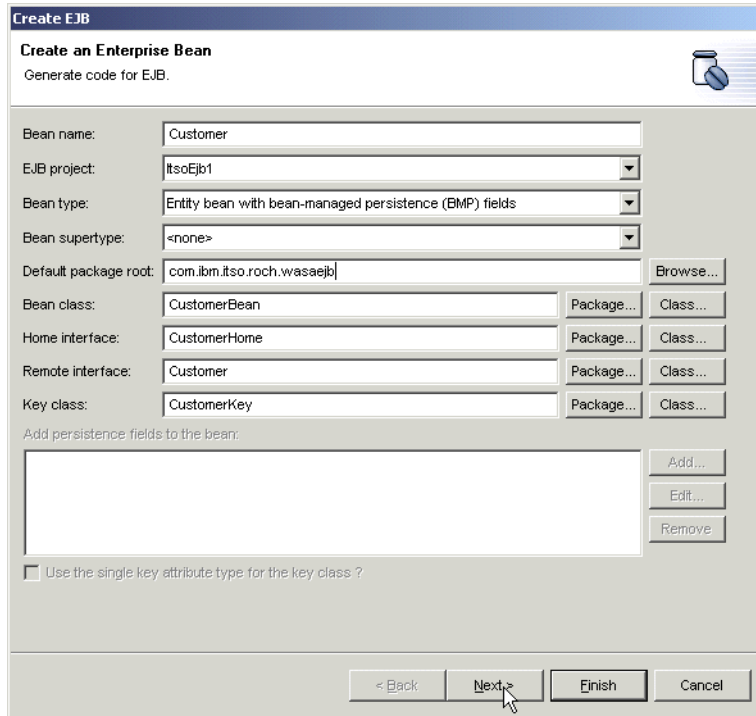 Create EJB
Create an Enterprise Bean
Generate code for EJB.
Bean name: Customer
EJB project: ItsoEjb1
Bean type: Entity bean with bean-managed persistence (BMP) fields
Bean supertype: <none>
Default package root: com.ibm.itso.roch.wasaejb Browse...
Bean class: CustomerBean Package... Class...
Home interface: CustomerHome Package... Class...
Remote interface: Customer Package... Class...
Key class: CustomerKey Package... Class...
Add persistence fields to the bean:
Add...
Edit...
Remove
Use the single key attribute type for the key class ?
< Back Next > Finish Cancel